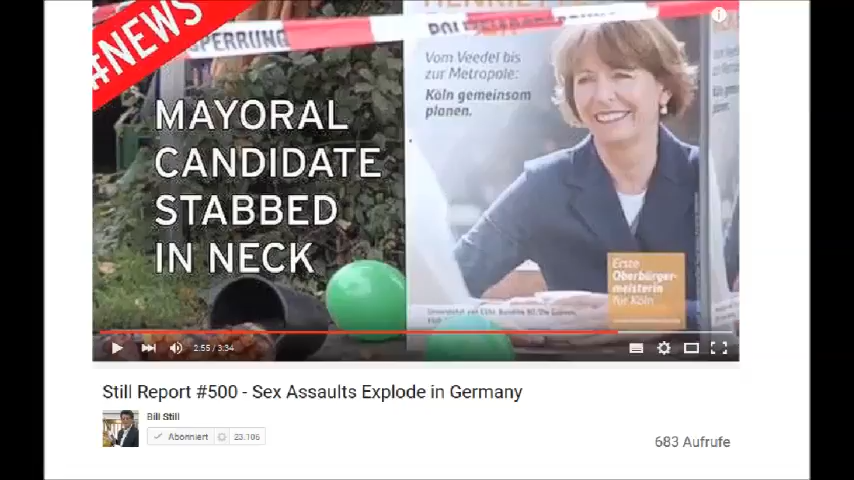 #NEWS
SPERRUNG
MAYORAL
CANDIDATE
STABBED
IN NECK
Vom Veedel bis
zur Metropole:
Köln gemeinsam
planen.
Erste
Oberbürger-
meisterin
für Köln
2:55 / 3:34
Still Report #500 - Sex Assaults Explode in Germany
Bill Still
Abonniert
23.106
683 Aufrufe